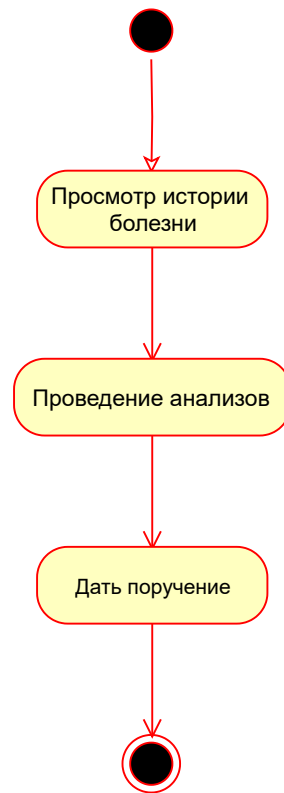 Просмотр истории
болезни
Проведение анализов
Дать поручение